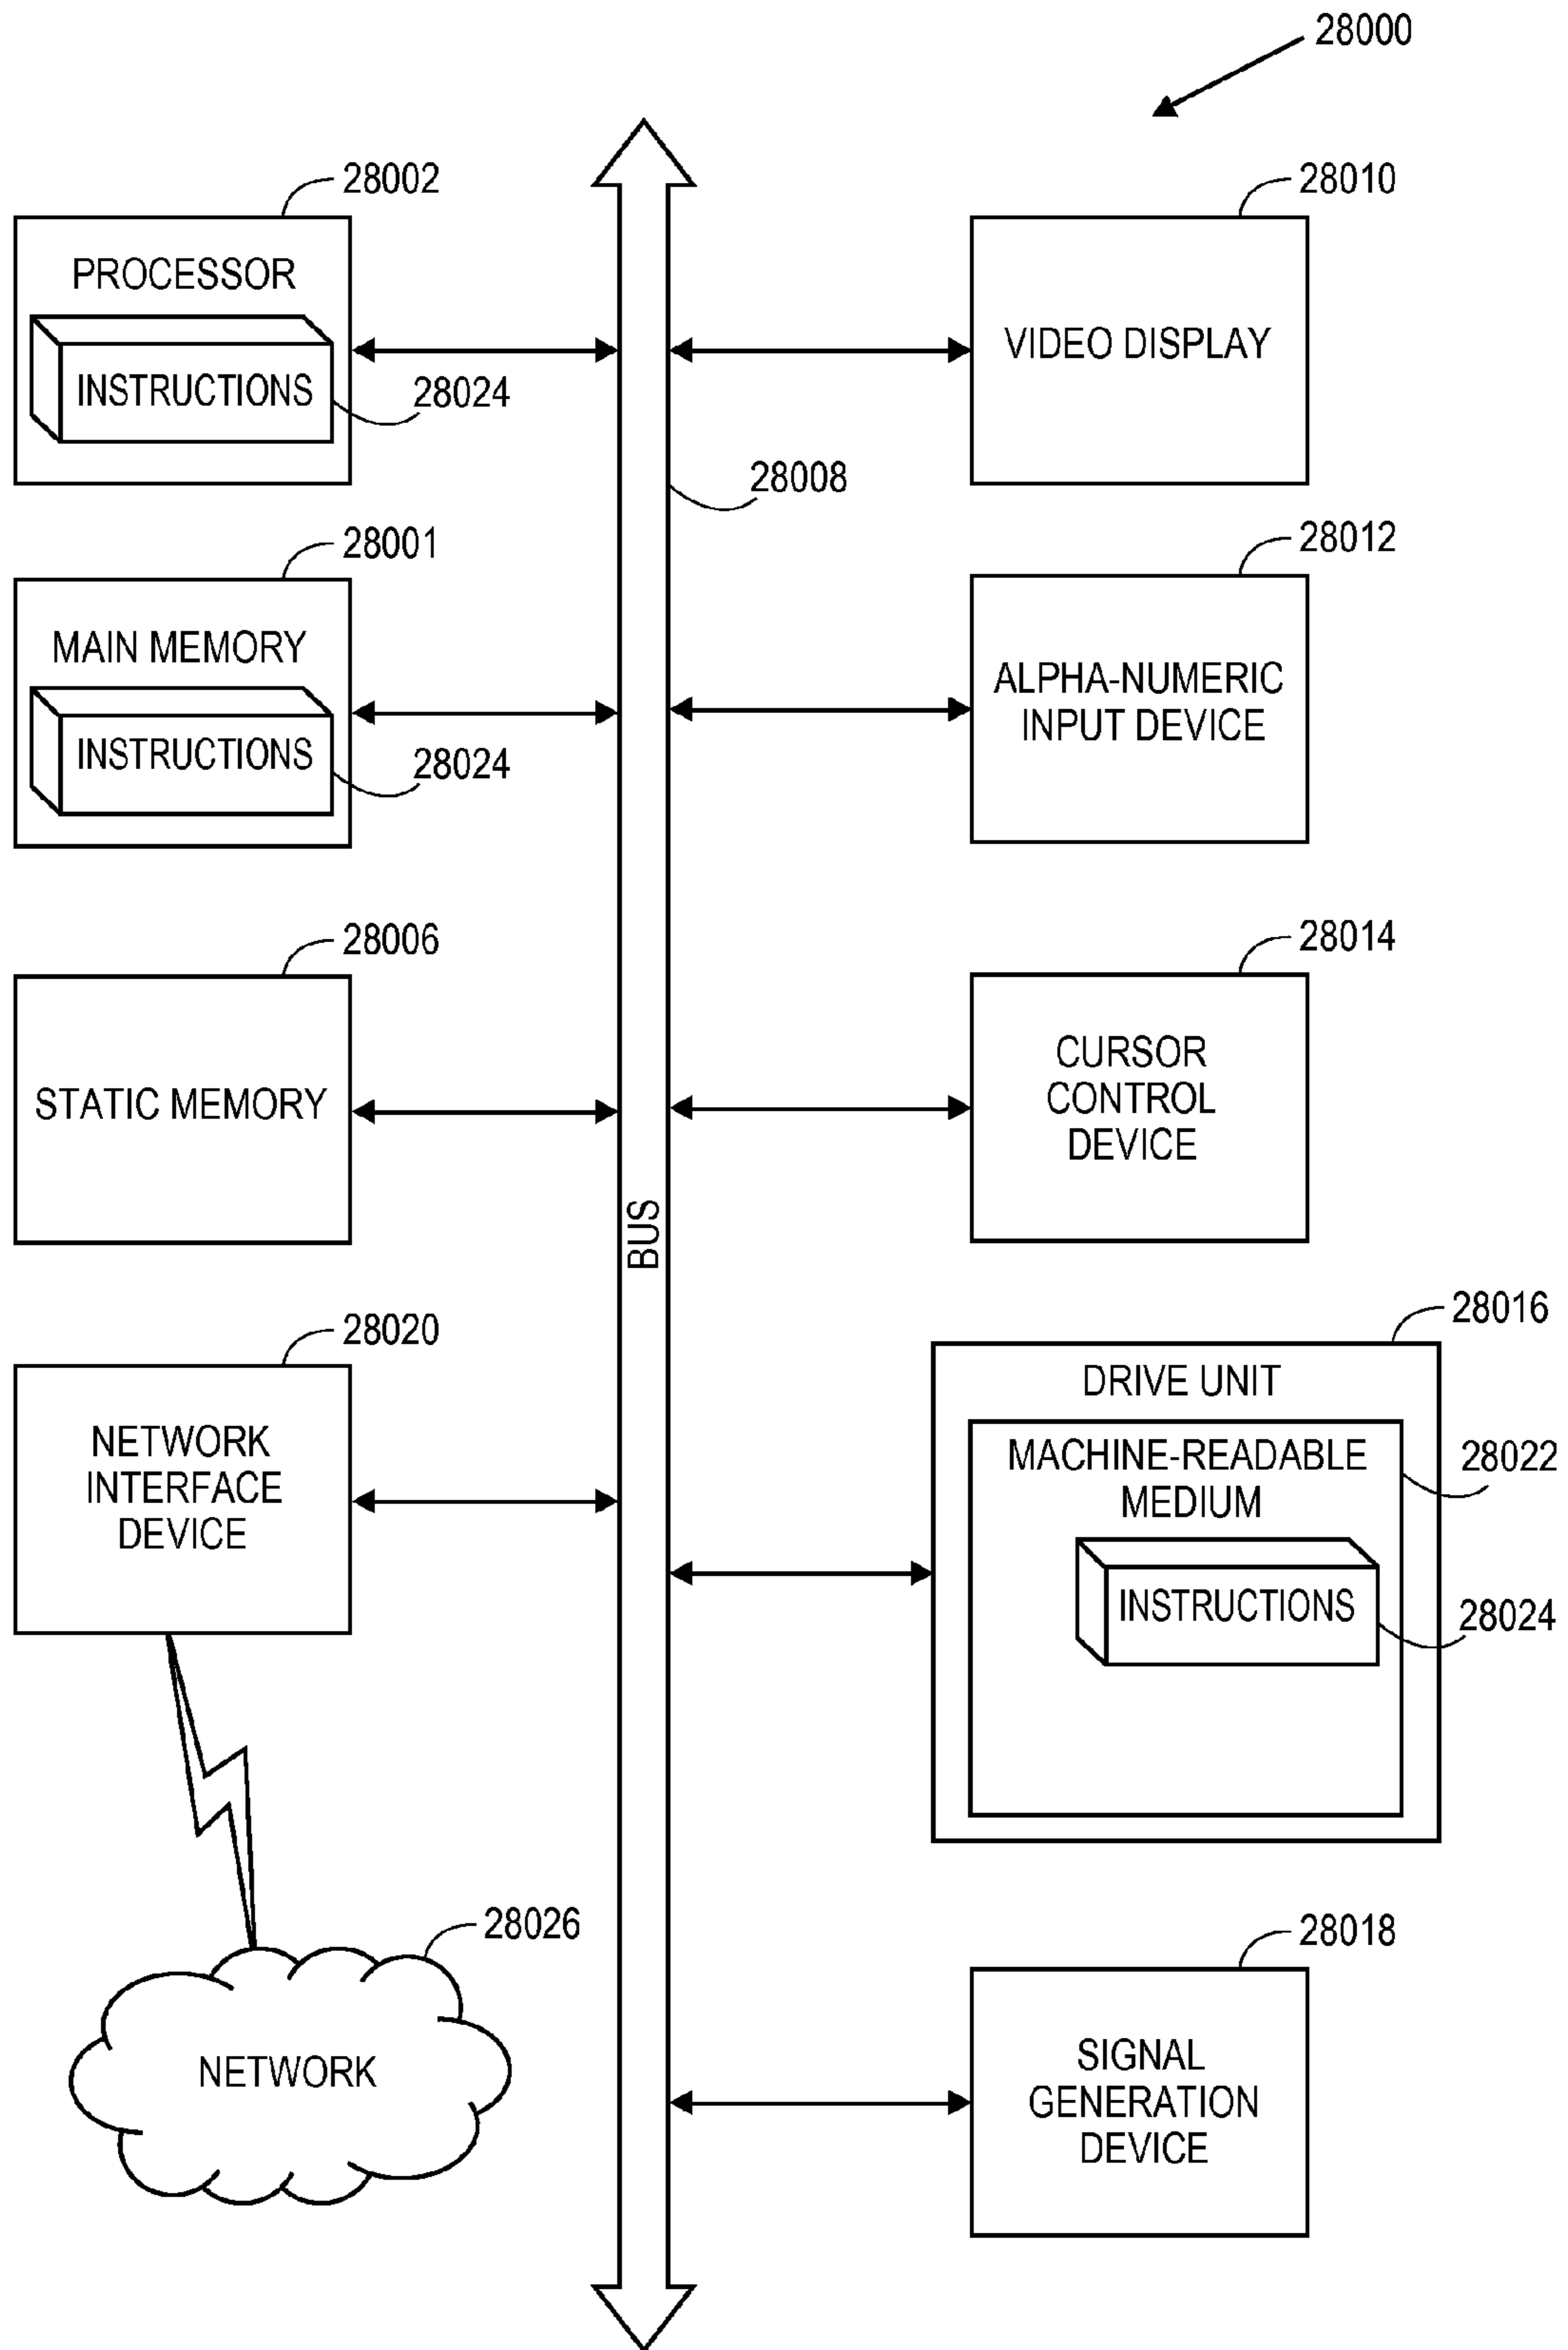 28000
28002
PROCESSOR
INSTRUCTIONS
28024
28001
MAIN MEMORY
INSTRUCTIONS
28024
28006
STATIC MEMORY
28020
NETWORK
INTERFACE
DEVICE
28026
NETWORK
28008
BUS
28010
VIDEO DISPLAY
28012
ALPHA-NUMERIC
INPUT DEVICE
28014
CURSOR
CONTROL
DEVICE
28016
DRIVE UNIT
MACHINE-READABLE
MEDIUM
28022
INSTRUCTIONS
28024
28018
SIGNAL
GENERATION
DEVICE